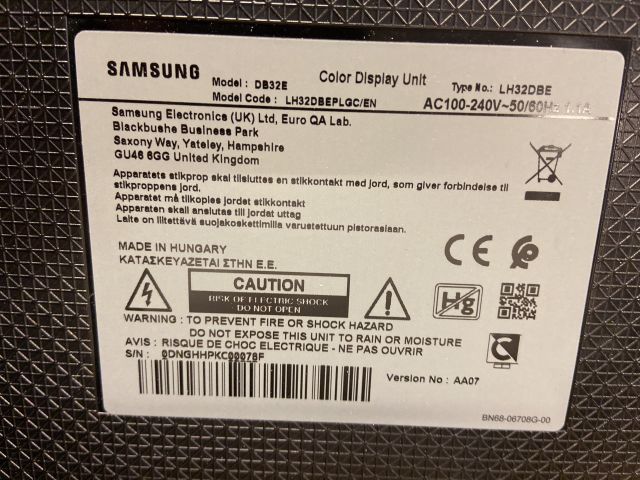 SAMSUNG Model : DB32E Color Display Unit Type No.: LH32DBE
Model Code : LH32DBEPLGC/EN AC100-240V~50/60Hz 1.1A
Samsung Electronics (UK) Ltd, Euro QA Lab.
Blackbushe Business Park
Saxony Way, Yateley, Hampshire
GU46 6GG United Kingdom
Apparatets stikprop skal tilsluttes en stikkontakt med jord, som giver forbindelse til
stikproppens jord.
Apparatet må tilkoples jordet stikkontakt
Apparaten skall anslutas till jordat uttag
Laite on liitettävä suojakoskettimilla varustettuun pistorasiaan.
MADE IN HUNGARY
ΚΑΤΑΣΚΕΥΑΖΕΤΑΙ ΣΤΗΝ Ε.Ε.
CE
CAUTION
RISK OF ELECTRIC SHOCK
DO NOT OPEN
Hg
WARNING : TO PREVENT FIRE OR SHOCK HAZARD
DO NOT EXPOSE THIS UNIT TO RAIN OR MOISTURE
AVIS : RISQUE DE CHOC ELECTRIQUE - NE PAS OUVRIR
S/N : 0DNGHHPKC00076F
Version No : AA07
BN68-06708G-00